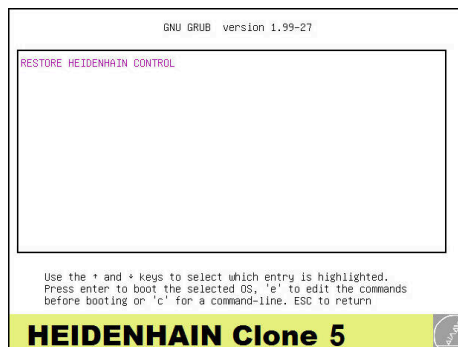 GNU GRUB version 1.99-27
RESTORE HEIDENHAIN CONTROL
Use the ↑ and ↓ keys to select which entry is highlighted.
Press enter to boot the selected OS, 'e' to edit the commands
before booting or 'c' for a command-line. ESC to return
HEIDENHAIN Clone 5